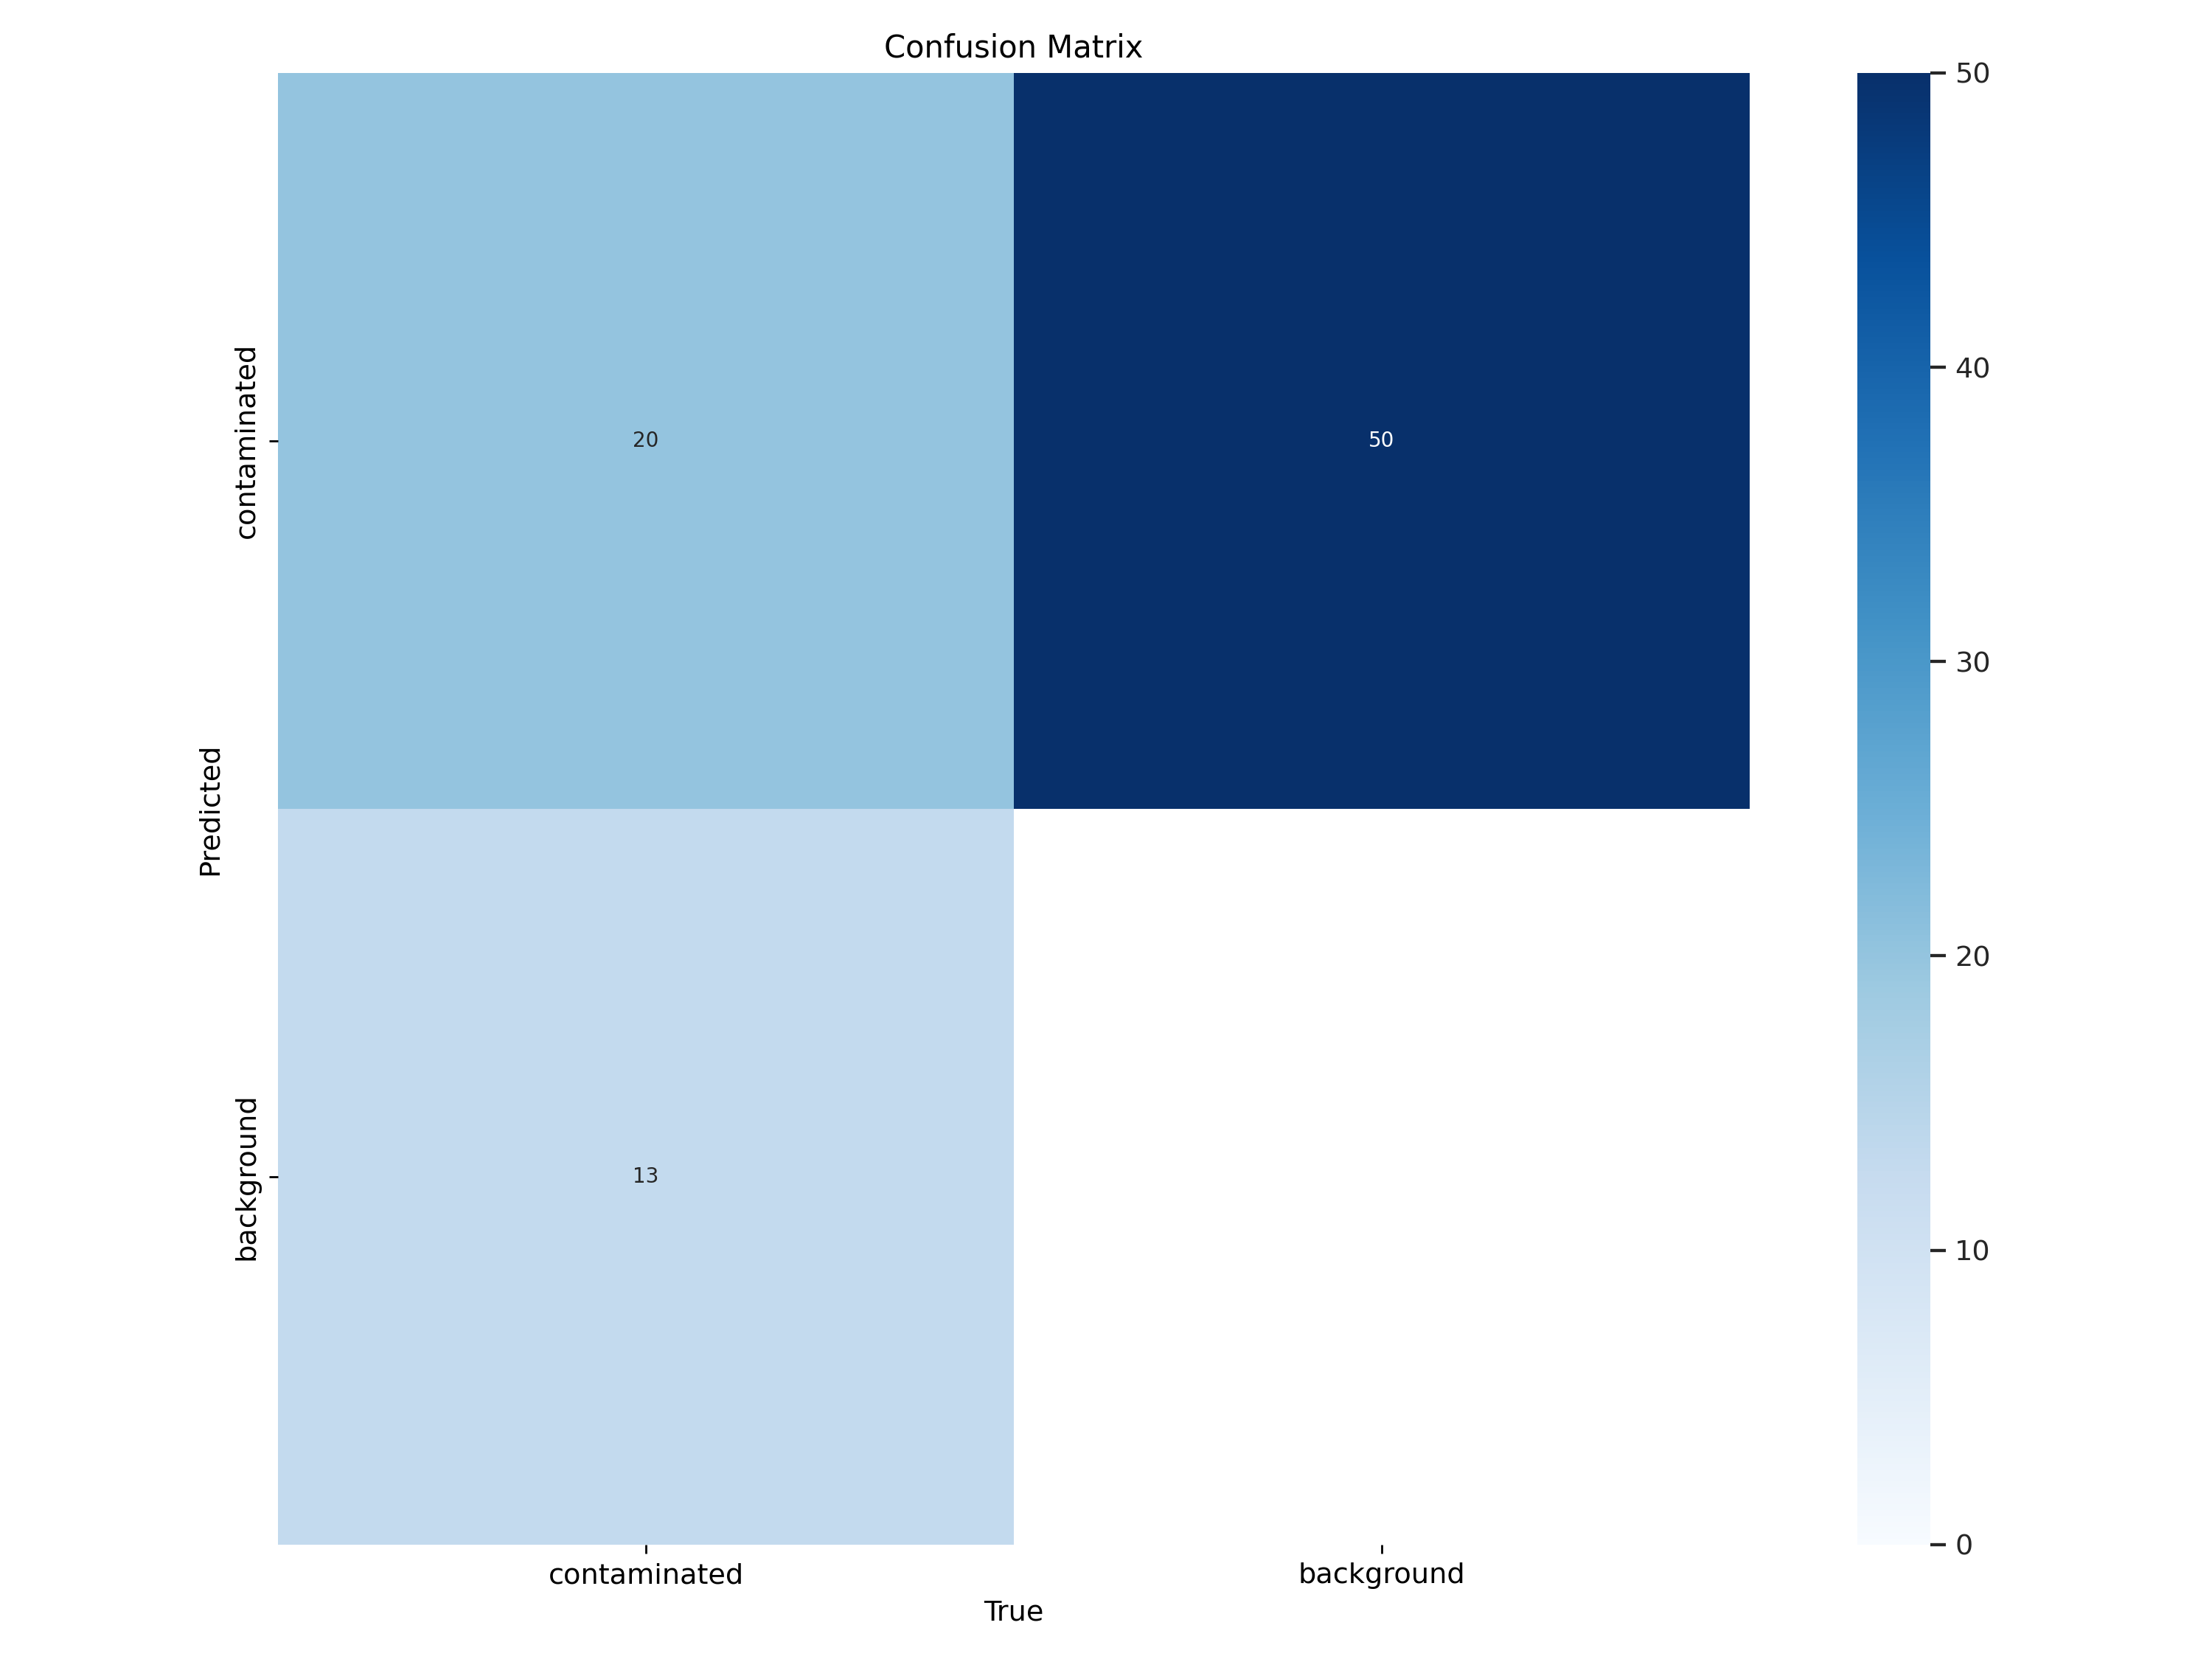 Confusion Matrix
contaminated
background
Predicted
20
50
13
contaminated
background
True
50
40
30
20
10
0